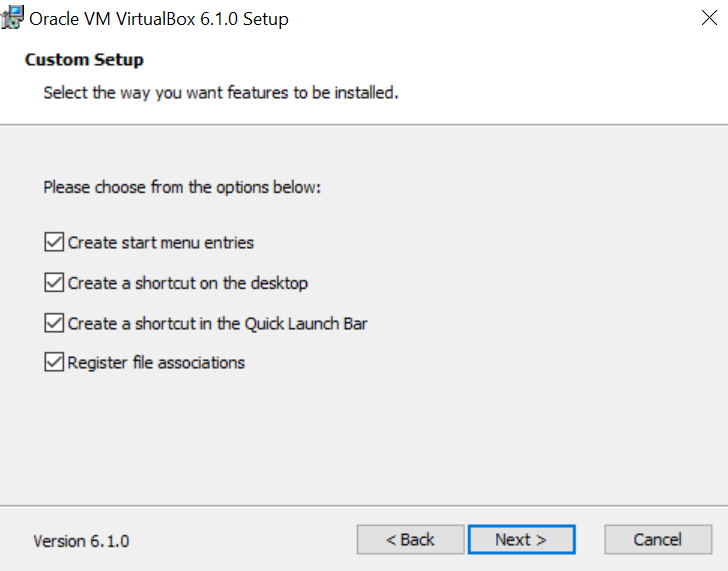 Oracle VM VirtualBox 6.1.0 Setup
Custom Setup
Select the way you want features to be installed.
Please choose from the options below:
Create start menu entries
Create a shortcut on the desktop
Create a shortcut in the Quick Launch Bar
Register file associations
Version 6.1.0
< Back
Next >
Cancel